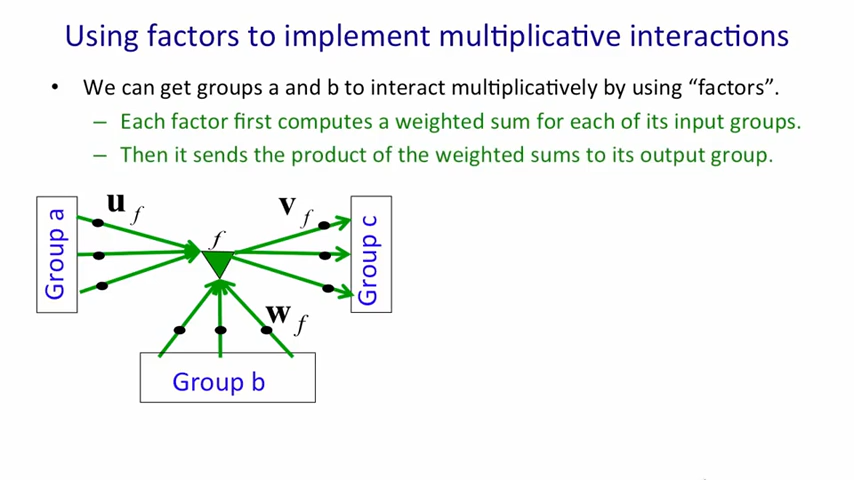 Using factors to implement multiplicative interactions
• We can get groups a and b to interact multiplicatively by using “factors”.
– Each factor first computes a weighted sum for each of its input groups.
– Then it sends the product of the weighted sums to its output group.
u f
v f
f
Group a
Group c
w f
Group b